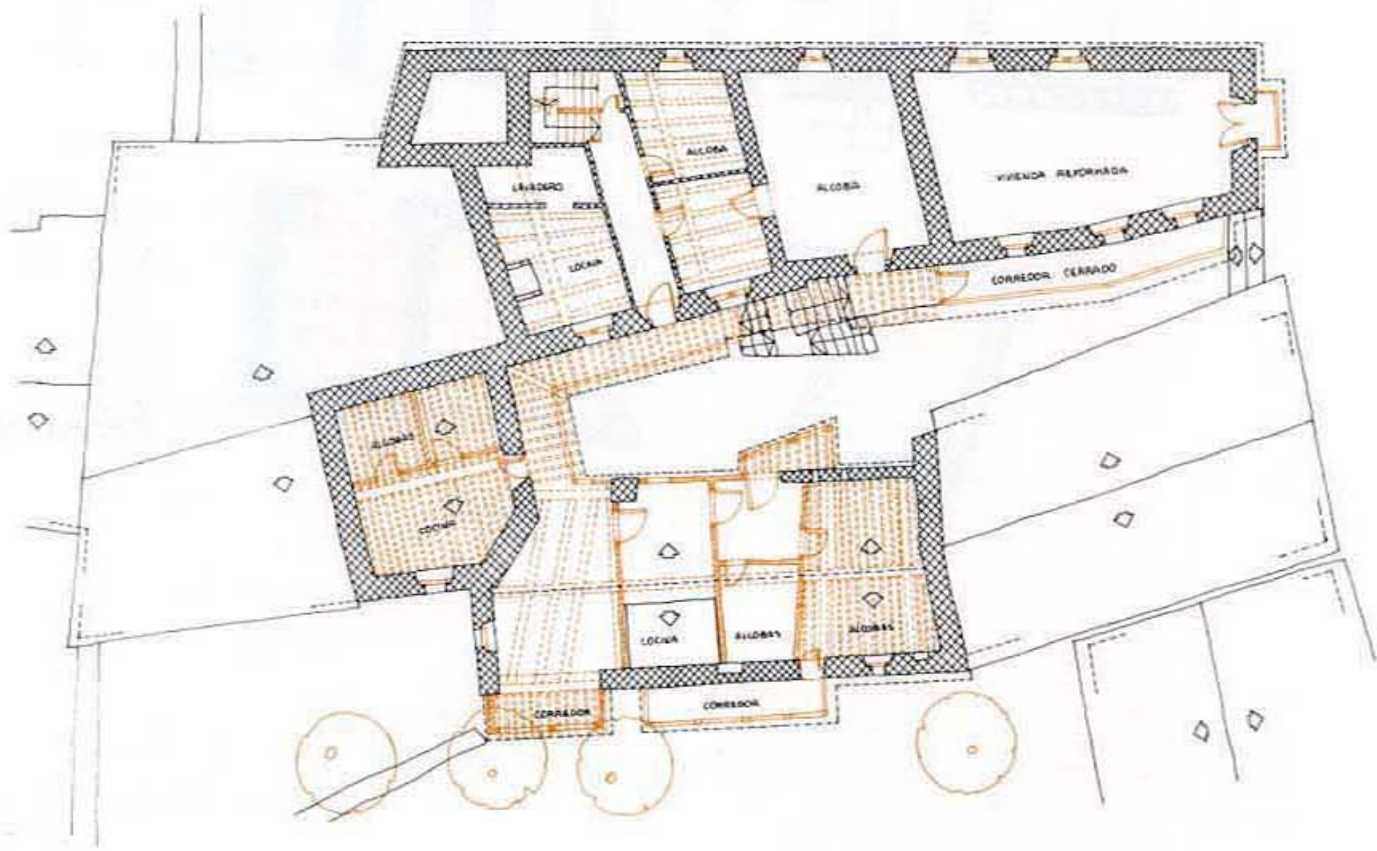 ALCOBA
LAVADERO
ALCOBA
VIVIENDA REFORMADA
COCINA
CORREDOR CERRADO
ALCOBAS
COCINA
COCINA
ALCOBAS
ALCOBAS
CORREDOR
CORREDOR